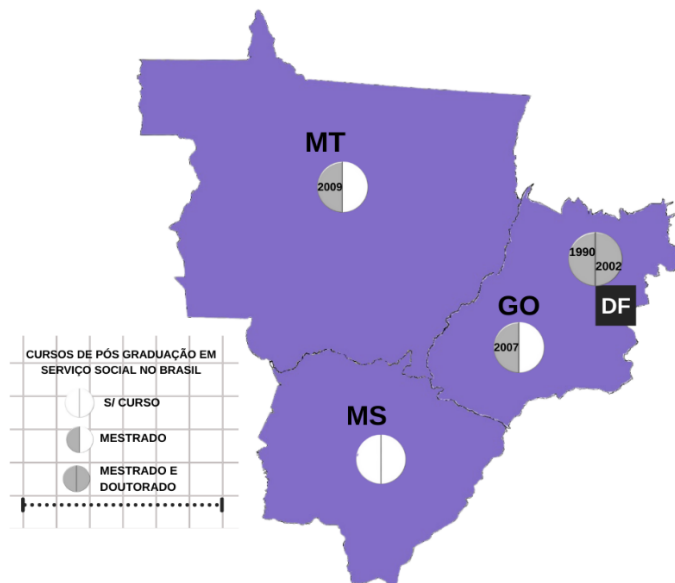 MT
2009
1990
2002
DF
GO
2007
MS
CURSOS DE PÓS GRADUAÇÃO EM
SERVIÇO SOCIAL NO BRASIL
S/ CURSO
MESTRADO
MESTRADO E
DOUTORADO